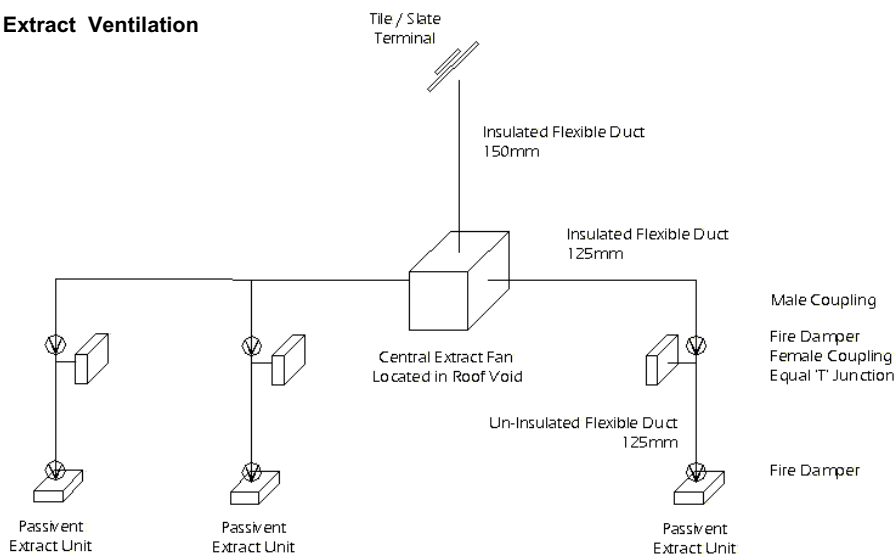 Extract Ventilation
Tile / Slate
Terminal
Insulated Flexible Duct
150mm
Insulated Flexible Duct
125mm
Male Coupling
Central Extract Fan
Located in Roof Void
Fire Damper
Female Coupling
Equal 'T' Junction
Un-Insulated Flexible Duct
125mm
Fire Damper
Passivent
Extract Unit
Passivent
Extract Unit
Passivent
Extract Unit